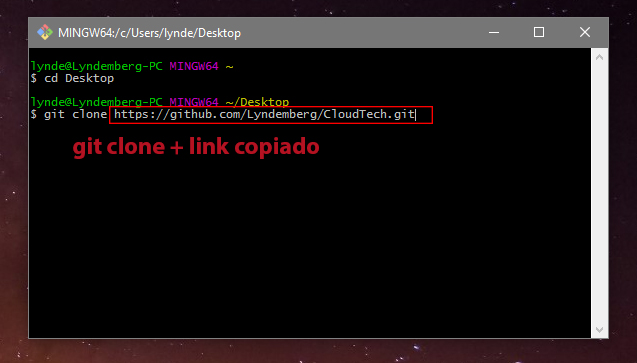 MINGW64:/c/Users/lynde/Desktop
lynde@Lyndemberg-PC MINGW64 ~
$ cd Desktop
lynde@Lyndemberg-PC MINGW64 ~/Desktop
$ git clone https://github.com/Lyndemberg/CloudTech.git
git clone + link copiado